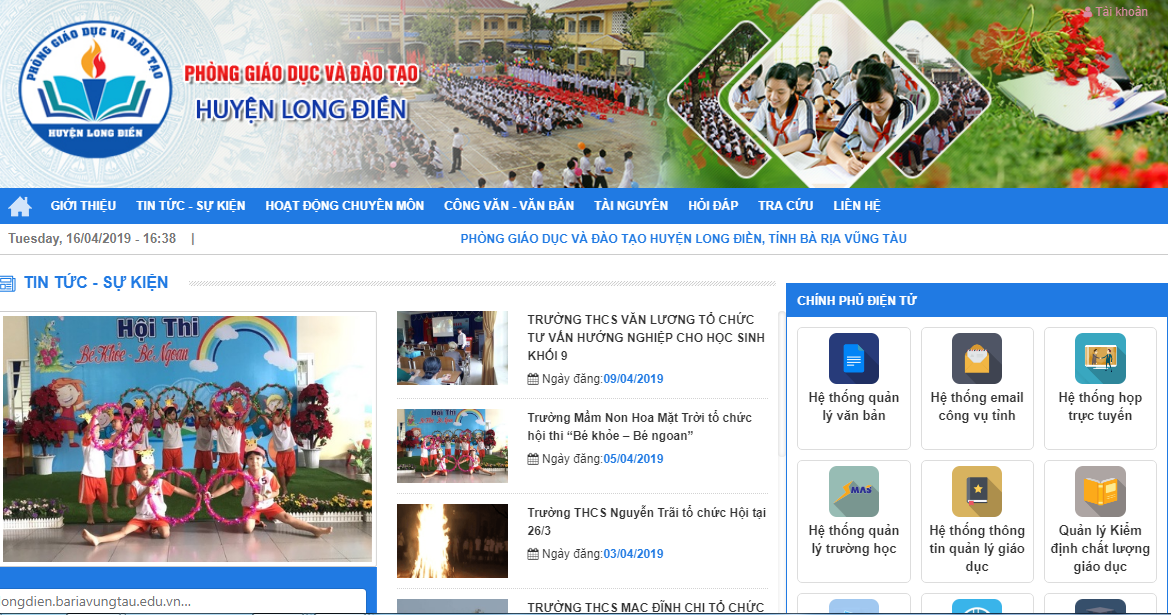 Tài khoản
PHÒNG GIÁO DỤC VÀ ĐÀO TẠO
HUYỆN LONG ĐIỀN
PHÒNG GIÁO DỤC VÀ ĐÀO TẠO
HUYỆN LONG ĐIỀN
GIỚI THIỆU TIN TỨC - SỰ KIỆN HOẠT ĐỘNG CHUYÊN MÔN CÔNG VĂN - VĂN BẢN TÀI NGUYÊN HỎI ĐÁP TRA CỨU LIÊN HỆ
Tuesday, 16/04/2019 - 16:38 |
PHÒNG GIÁO DỤC VÀ ĐÀO TẠO HUYỆN LONG ĐIỀN, TỈNH BÀ RỊA VŨNG TÀU
TIN TỨC - SỰ KIỆN
Hội Thi
Bé Khỏe - Bé Ngoan
TRƯỜNG THCS VĂN LƯƠNG TỔ CHỨC
TƯ VẤN HƯỚNG NGHIỆP CHO HỌC SINH
KHỐI 9
Ngày đăng:09/04/2019
Hội Thi
Trường Mầm Non Hoa Mặt Trời tổ chức
hội thi “Bé khỏe – Bé ngoan”
Ngày đăng:05/04/2019
Trường THCS Nguyễn Trãi tổ chức Hội tại
26/3
Ngày đăng:03/04/2019
TRƯỜNG THCS MẠC ĐĨNH CHI TỔ CHỨC
CHÍNH PHỦ ĐIỆN TỬ
Hệ thống quản
lý văn bản
Hệ thống email
công vụ tỉnh
Hệ thống họp
trực tuyến
SMAS
Hệ thống quản
lý trường học
Hệ thống thông
tin quản lý giáo
dục
Quản lý Kiểm
định chất lượng
giáo dục
ongdien.bariavungtau.edu.vn...